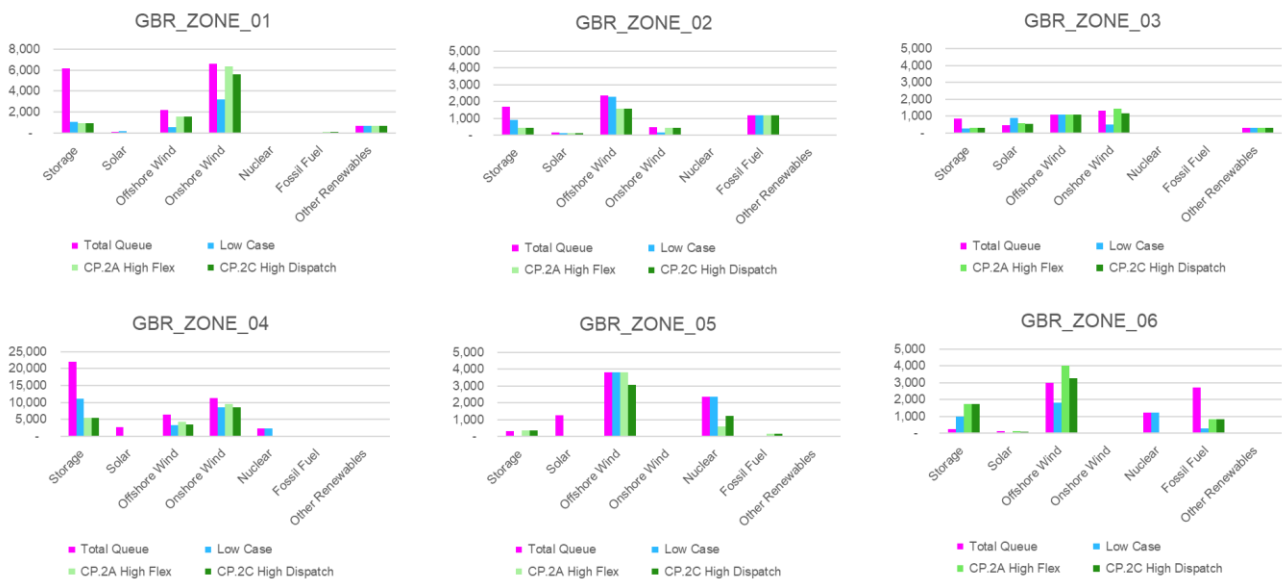 GBR_ZONE_01
8,000
6,000
4,000
2,000
-
Storage
Solar
Offshore Wind
Onshore Wind
Nuclear
Fossil Fuel
Other Renewables
Total Queue
Low Case
CP.2A High Flex
CP.2C High Dispatch
GBR_ZONE_02
5,000
4,000
3,000
2,000
1,000
-
Storage
Solar
Offshore Wind
Onshore Wind
Nuclear
Fossil Fuel
Other Renewables
Total Queue
Low Case
CP.2A High Flex
CP.2C High Dispatch
GBR_ZONE_03
5,000
4,000
3,000
2,000
1,000
-
Storage
Solar
Offshore Wind
Onshore Wind
Nuclear
Fossil Fuel
Other Renewables
Total Queue
Low Case
CP.2A High Flex
CP.2C High Dispatch
GBR_ZONE_04
25,000
20,000
15,000
10,000
5,000
-
Storage
Solar
Offshore Wind
Onshore Wind
Nuclear
Fossil Fuel
Other Renewables
Total Queue
Low Case
CP.2A High Flex
CP.2C High Dispatch
GBR_ZONE_05
5,000
4,000
3,000
2,000
1,000
-
Storage
Solar
Offshore Wind
Onshore Wind
Nuclear
Fossil Fuel
Other Renewables
Total Queue
Low Case
CP.2A High Flex
CP.2C High Dispatch
GBR_ZONE_06
5,000
4,000
3,000
2,000
1,000
-
Storage
Solar
Offshore Wind
Onshore Wind
Nuclear
Fossil Fuel
Other Renewables
Total Queue
Low Case
CP.2A High Flex
CP.2C High Dispatch